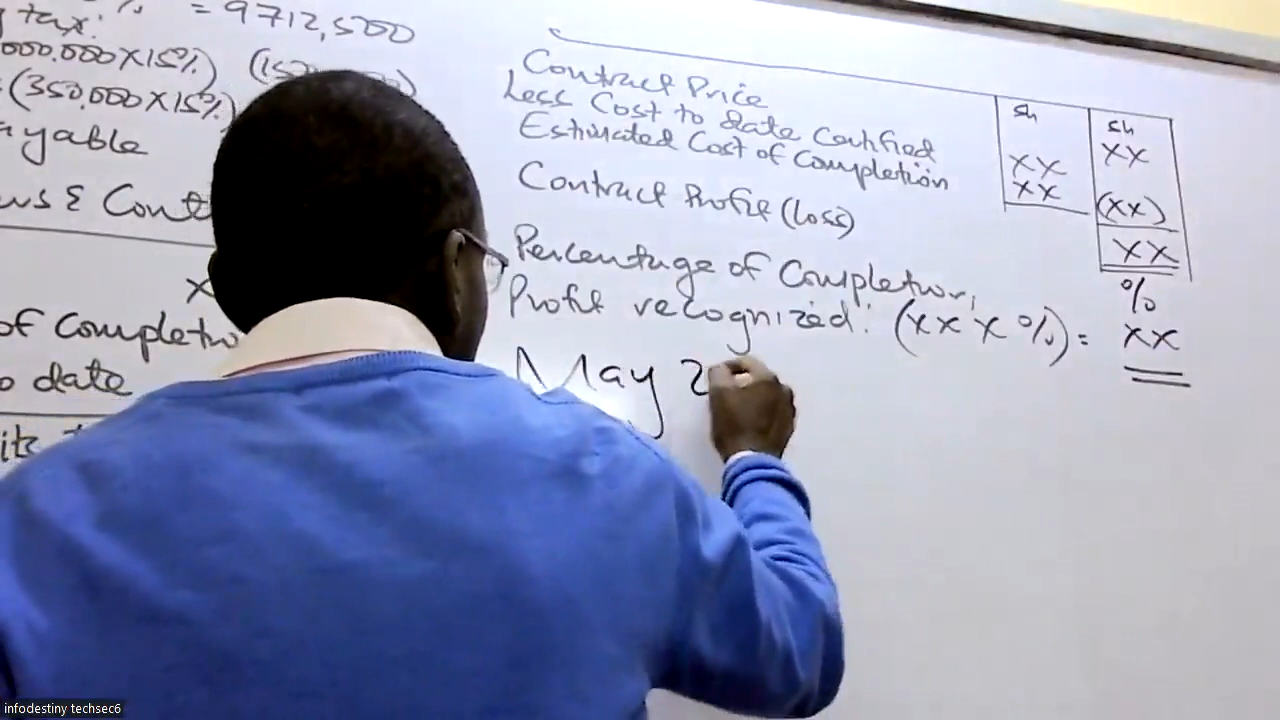 % = 9712,500
tax:
000.000 X 15%)
(350.000 X 15%)
ayable
ws & Cont
x
of Completio
o date
Contract Price
Less Cost to date Certified
Estimated Cost of Completion
Contract Profit (Loss)
Percentage of Completion,
Profit recognized: (xx x %) =
May 2
sh
xx
xx
sh
xx
(xx)
xx
%
xx
infodestiny techsec6